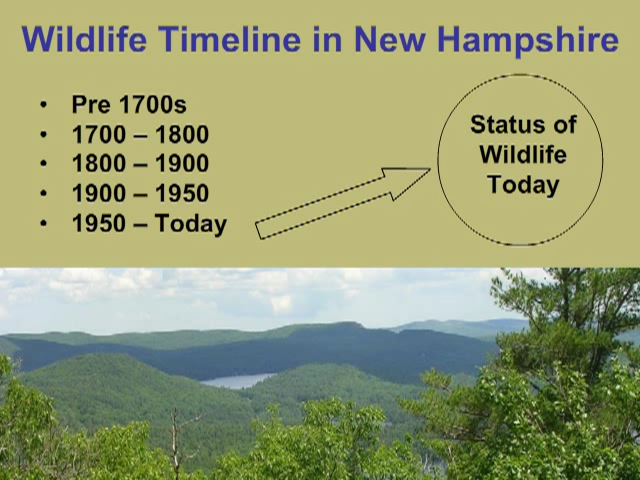 Wildlife Timeline in New Hampshire
• Pre 1700s
• 1700 – 1800
• 1800 – 1900
• 1900 – 1950
• 1950 – Today
Status of
Wildlife
Today